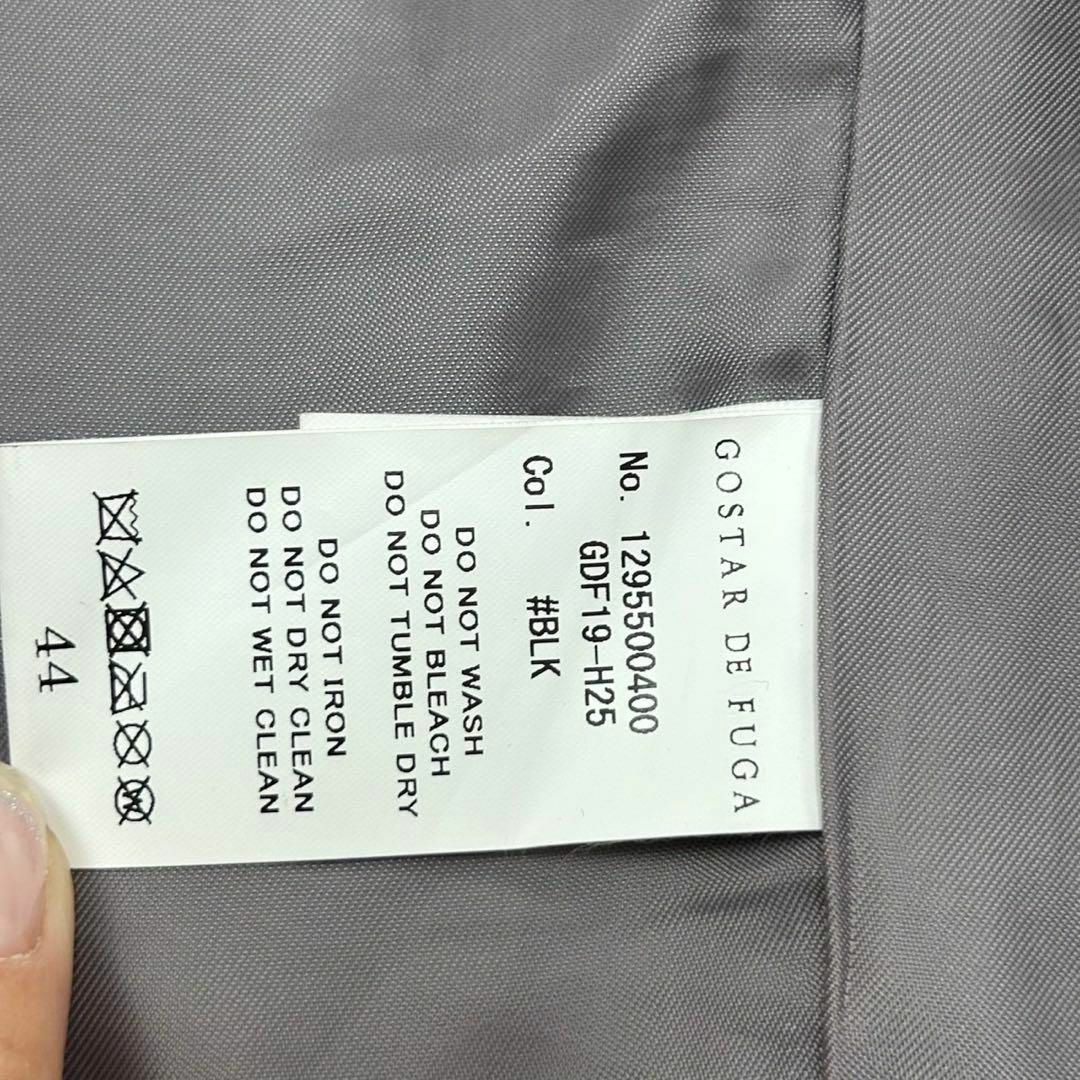 GOSTAR DE FUGA
No. 1295500400
GDF19-H25
Col. #BLK
DO NOT WASH
DO NOT BLEACH
DO NOT TUMBLE DRY
DO NOT IRON
DO NOT DRY CLEAN
DO NOT WET CLEAN
44